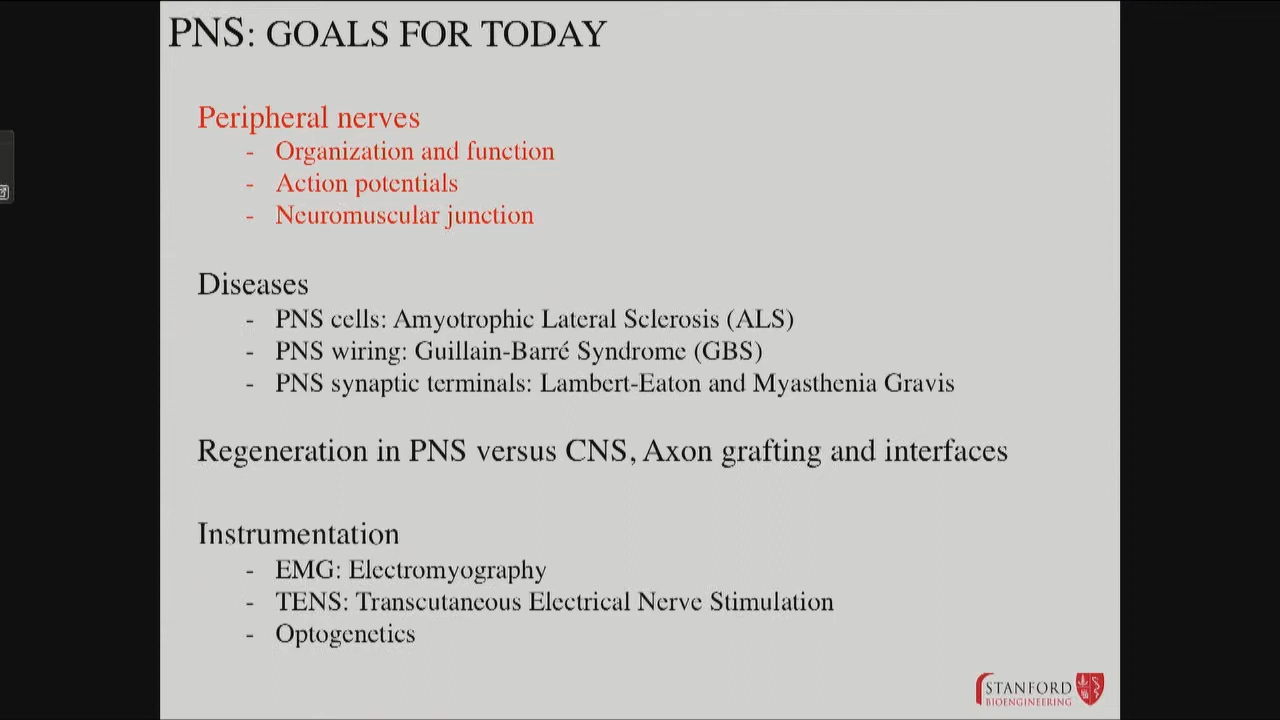 PNS: GOALS FOR TODAY
Peripheral nerves
- Organization and function
- Action potentials
- Neuromuscular junction
Diseases
- PNS cells: Amyotrophic Lateral Sclerosis (ALS)
- PNS wiring: Guillain-Barré Syndrome (GBS)
- PNS synaptic terminals: Lambert-Eaton and Myasthenia Gravis
Regeneration in PNS versus CNS, Axon grafting and interfaces
Instrumentation
- EMG: Electromyography
- TENS: Transcutaneous Electrical Nerve Stimulation
- Optogenetics
STANFORD
BIOENGINEERING